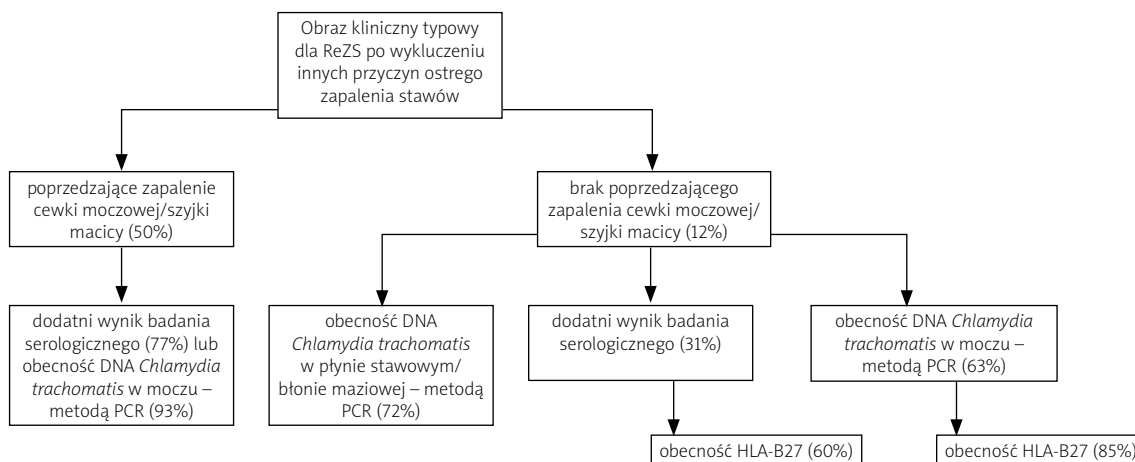 Obraz kliniczny typowy
dla ReZS po wykluczeniu
innych przyczyn ostrego
zapalenia stawów
poprzedzające zapalenie
cewki moczowej/szyjki
macicy (50%)
brak poprzedzającego
zapalenia cewki moczowej/
szyjki macicy (12%)
dodatni wynik badania
serologicznego (77%) lub
obecność DNA Chlamydia
trachomatis w moczu –
metodą PCR (93%)
obecność DNA
Chlamydia trachomatis
w płynie stawowym/
błonie maziowej – metodą
PCR (72%)
dodatni wynik badania
serologicznego (31%)
obecność DNA Chlamydia
trachomatis w moczu –
metodą PCR (63%)
obecność HLA-B27 (60%)
obecność HLA-B27 (85%)